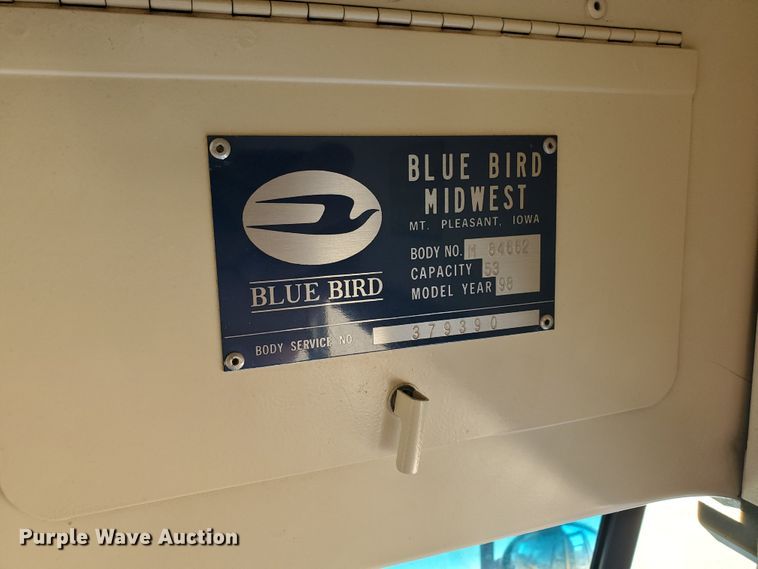 BLUE BIRD
MIDWEST
MT. PLEASANT, IOWA
BODY NO. M 84662
CAPACITY 53
MODEL YEAR 98
BLUE BIRD
BODY SERVICE NO. 379390
Purple Wave Auction®